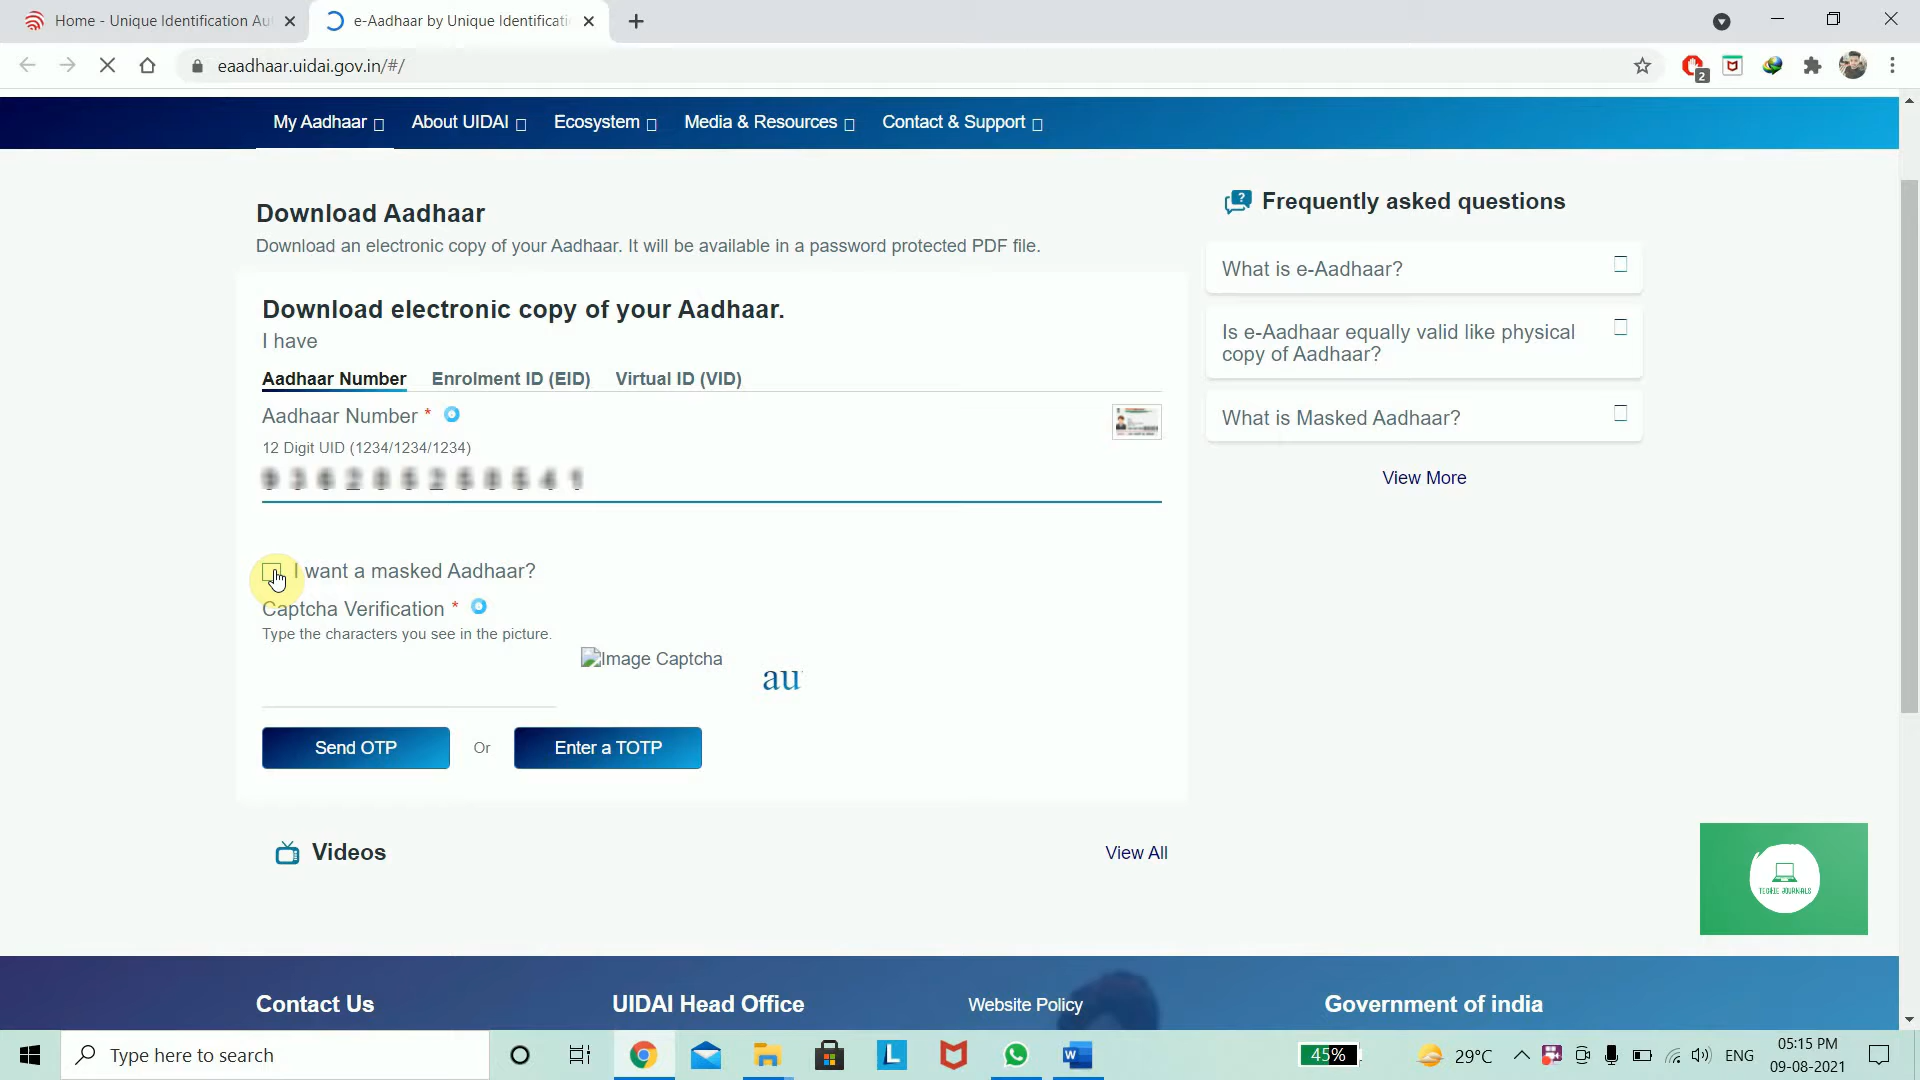 Home - Unique Identification Au
e-Aadhaar by Unique Identificati
eaadhaar.uidai.gov.in/#/
2
My Aadhaar
About UIDAI
Ecosystem
Media & Resources
Contact & Support
Download Aadhaar
Download an electronic copy of your Aadhaar. It will be available in a password protected PDF file.
Download electronic copy of your Aadhaar.
I have
Aadhaar Number
Enrolment ID (EID)
Virtual ID (VID)
Aadhaar Number *
12 Digit UID (1234/1234/1234)
I want a masked Aadhaar?
Captcha Verification *
Type the characters you see in the picture.
Image Captcha
au
Send OTP
Or
Enter a TOTP
Frequently asked questions
What is e-Aadhaar?
Is e-Aadhaar equally valid like physical
copy of Aadhaar?
What is Masked Aadhaar?
View More
Videos
View All
TECHIE JOURNALS
Contact Us
UIDAI Head Office
Website Policy
Government of india
Type here to search
45%
29°C
ENG
05:15 PM
09-08-2021